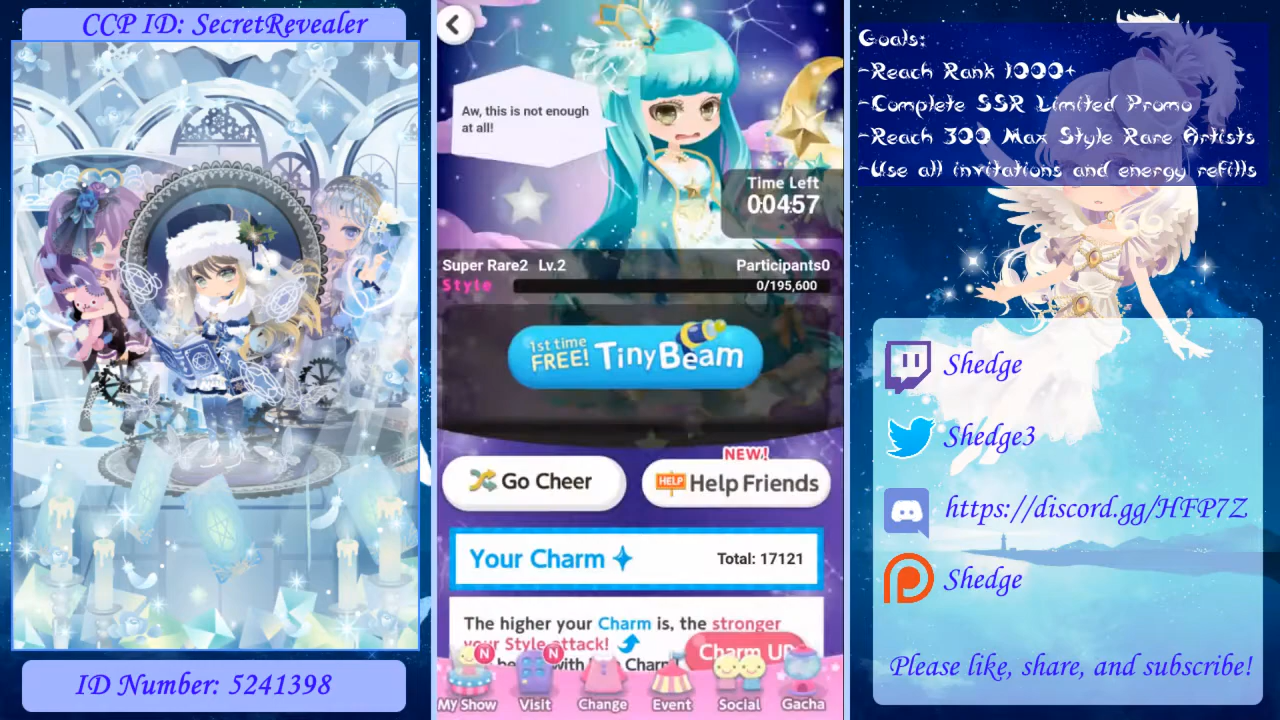 CCP ID: SecretRevealer
ID Number: 5241398
Aw, this is not enough
at all!
Time Left
0:04:57
Super Rare2 Lv.2
Participants0
Style
0/195,600
1st time
FREE!
TinyBeam
Go Cheer
NEW!
HELP
Help Friends
Your Charm
Total: 17121
The higher your Charm is, the stronger
your Style attack!
Charm UP
with
Charm
N
N
My Show
Visit
Change
Event
Social
Gacha
Goals:
-Reach Rank 1000+
-Complete SSR Limited Promo
-Reach 300 Max Style Rare Artists
-Use all invitations and energy refills
Shedge
Shedge3
https://discord.gg/HFP7Z
Shedge
Please like, share, and subscribe!